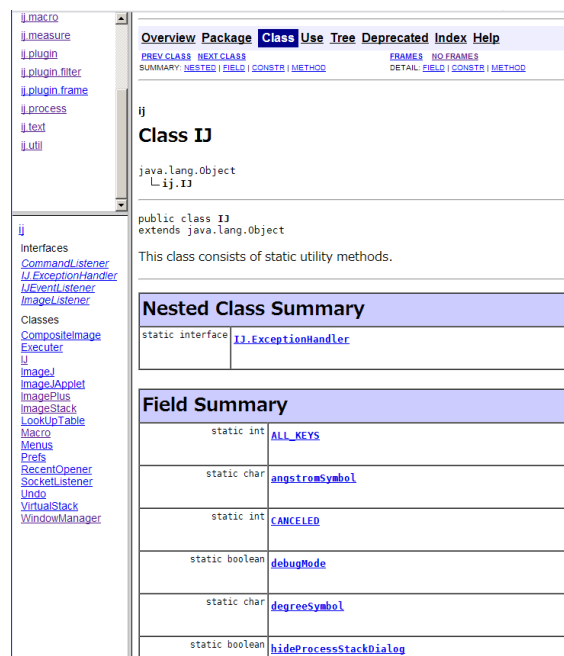 ij.macro
ij.measure
ij.plugin
ij.plugin.filter
ij.plugin.frame
ij.process
ij.text
ij.util
ij
Interfaces
CommandListener
IJ.ExceptionHandler
IJEventListener
ImageListener
Classes
CompositeImage
Executer
IJ
ImageJ
ImageJApplet
ImagePlus
ImageStack
LookUpTable
Macro
Menus
Prefs
RecentOpener
SocketListener
Undo
VirtualStack
WindowManager
Overview Package Class Use Tree Deprecated Index Help
PREV CLASS NEXT CLASS FRAMES NO FRAMES
SUMMARY: NESTED | FIELD | CONSTR | METHOD DETAIL: FIELD | CONSTR | METHOD
ij
Class IJ
java.lang.Object
ij.IJ
public class IJ
extends java.lang.Object
This class consists of static utility methods.
Nested Class Summary
static interface IJ.ExceptionHandler
Field Summary
static int ALL_KEYS
static char angstromSymbol
static int CANCELED
static boolean debugMode
static char degreeSymbol
static boolean hideProcessStackDialog